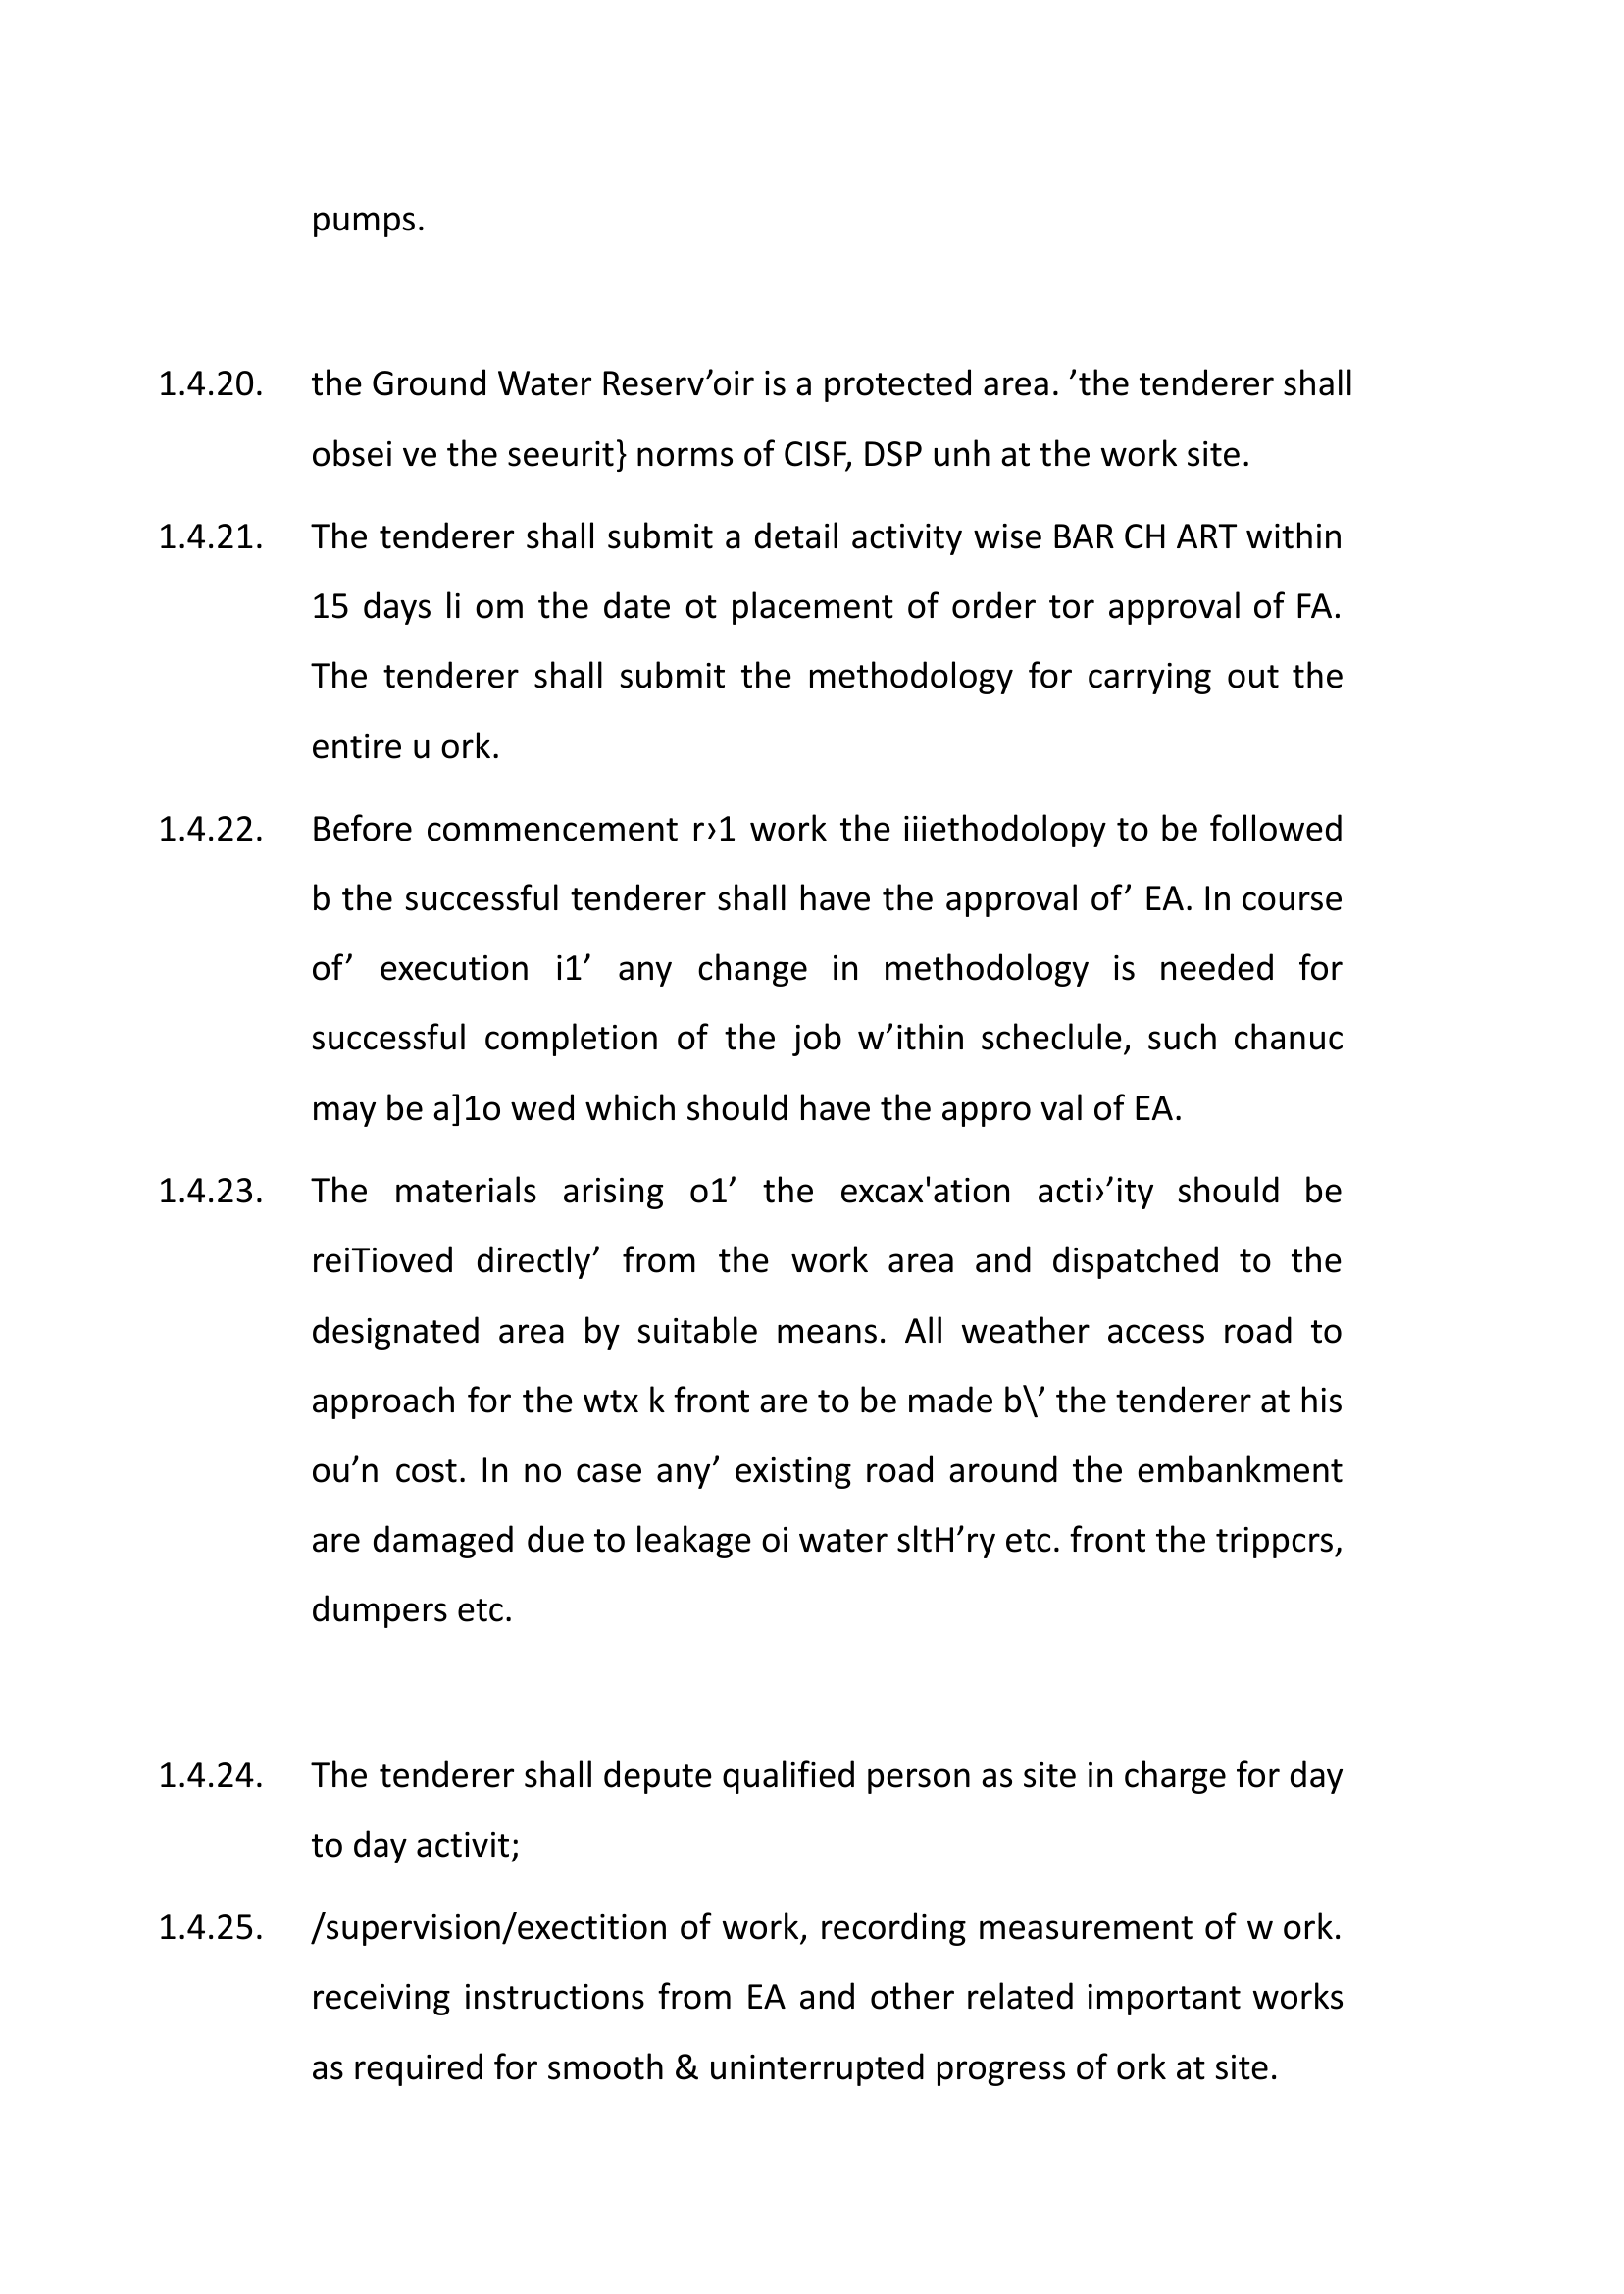 pumps.
1.4.20. the Ground Water Reserv’oir is a protected area. ’the tenderer shall
obsei ve the seeurit} norms of CISF, DSP unh at the work site.
1.4.21. The tenderer shall submit a detail activity wise BAR CH ART within
15 days li om the date ot placement of order tor approval of FA.
The tenderer shall submit the methodology for carrying out the
entire u ork.
1.4.22. Before commencement r›1 work the iiiethodolopy to be followed
b the successful tenderer shall have the approval of’ EA. In course
of’ execution i1’ any change in methodology is needed for
successful completion of the job w’ithin scheclule, such chanuc
may be a]1o wed which should have the appro val of EA.
1.4.23. The materials arising o1’ the excax'ation acti›’ity should be
reiTioved directly’ from the work area and dispatched to the
designated area by suitable means. All weather access road to
approach for the wtx k front are to be made b\’ the tenderer at his
ou’n cost. In no case any’ existing road around the embankment
are damaged due to leakage oi water sltH’ry etc. front the trippcrs,
dumpers etc.
1.4.24. The tenderer shall depute qualified person as site in charge for day
to day activit;
1.4.25. /supervision/exectition of work, recording measurement of w ork.
receiving instructions from EA and other related important works
as required for smooth & uninterrupted progress of ork at site.